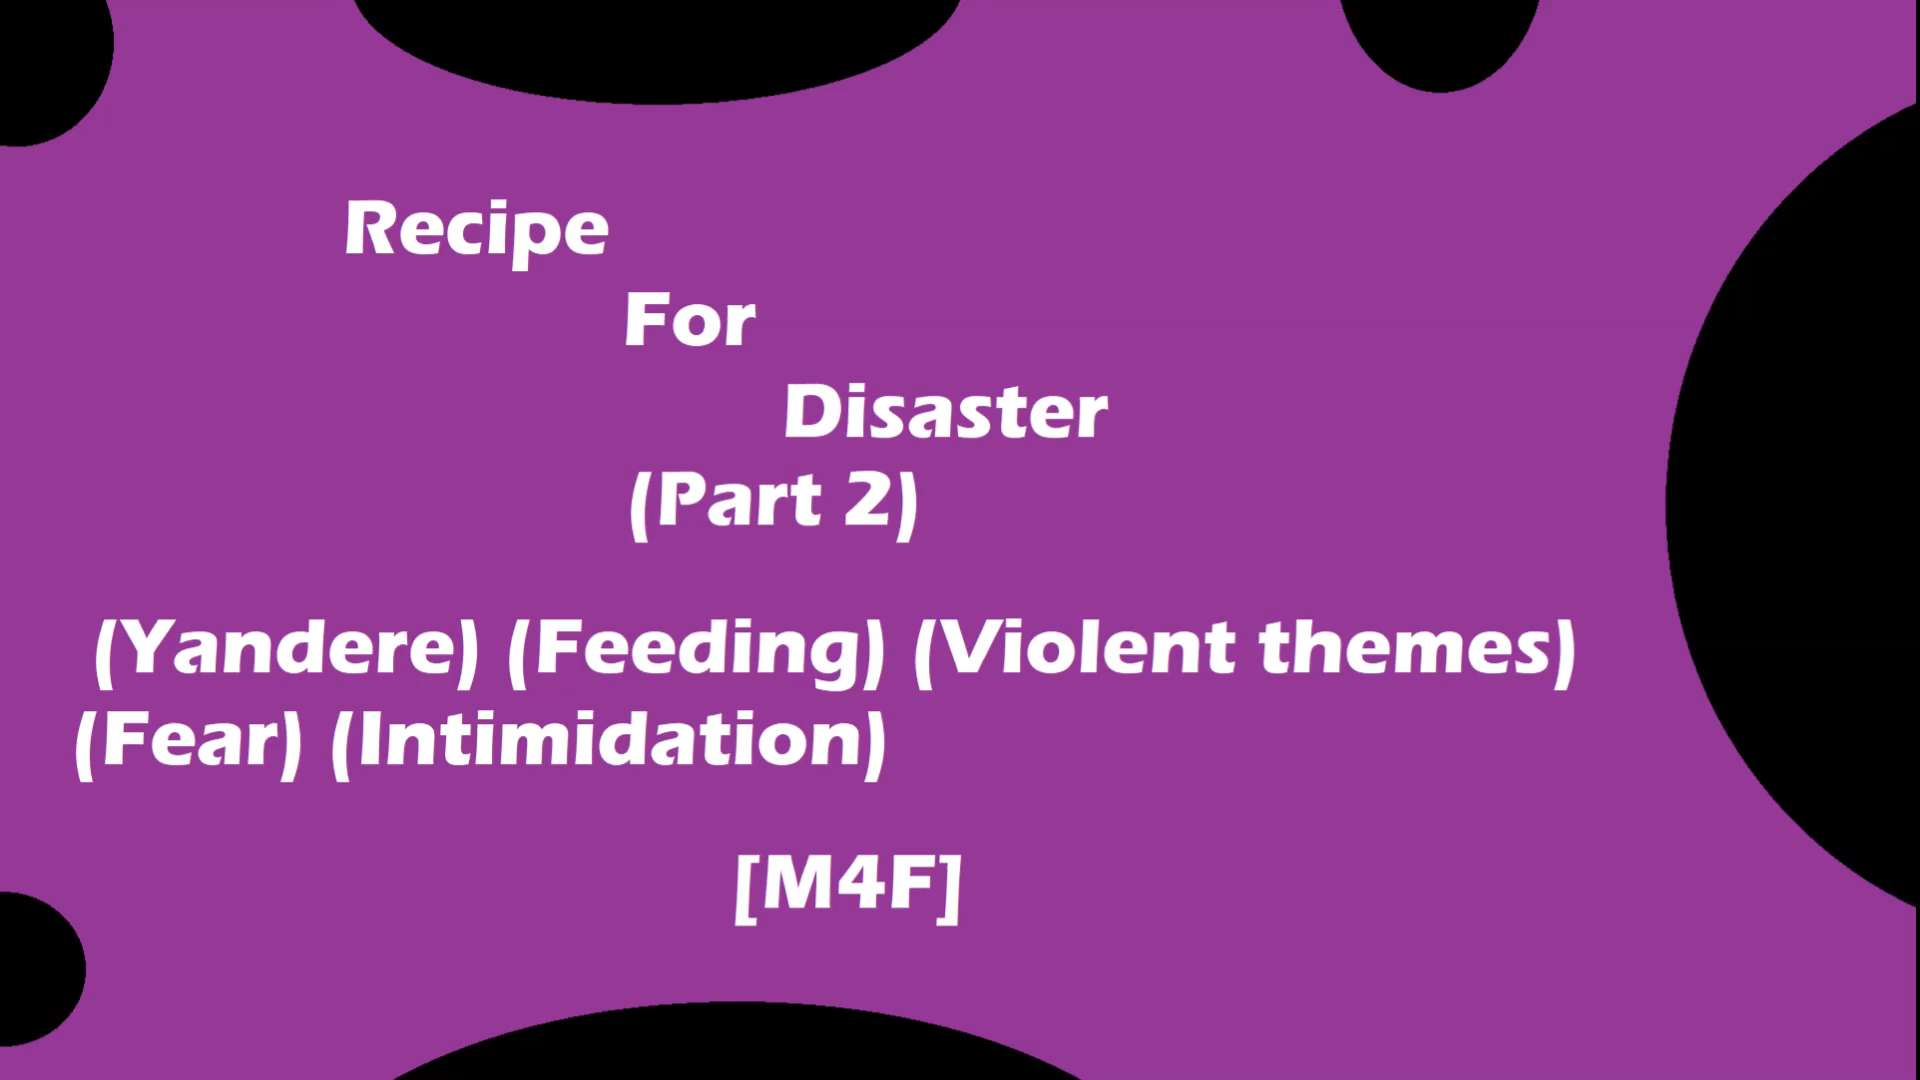 Recipe
For
Disaster
(Part 2)
(Yandere) (Feeding) (Violent themes)
(Fear) (Intimidation)
[M4F]